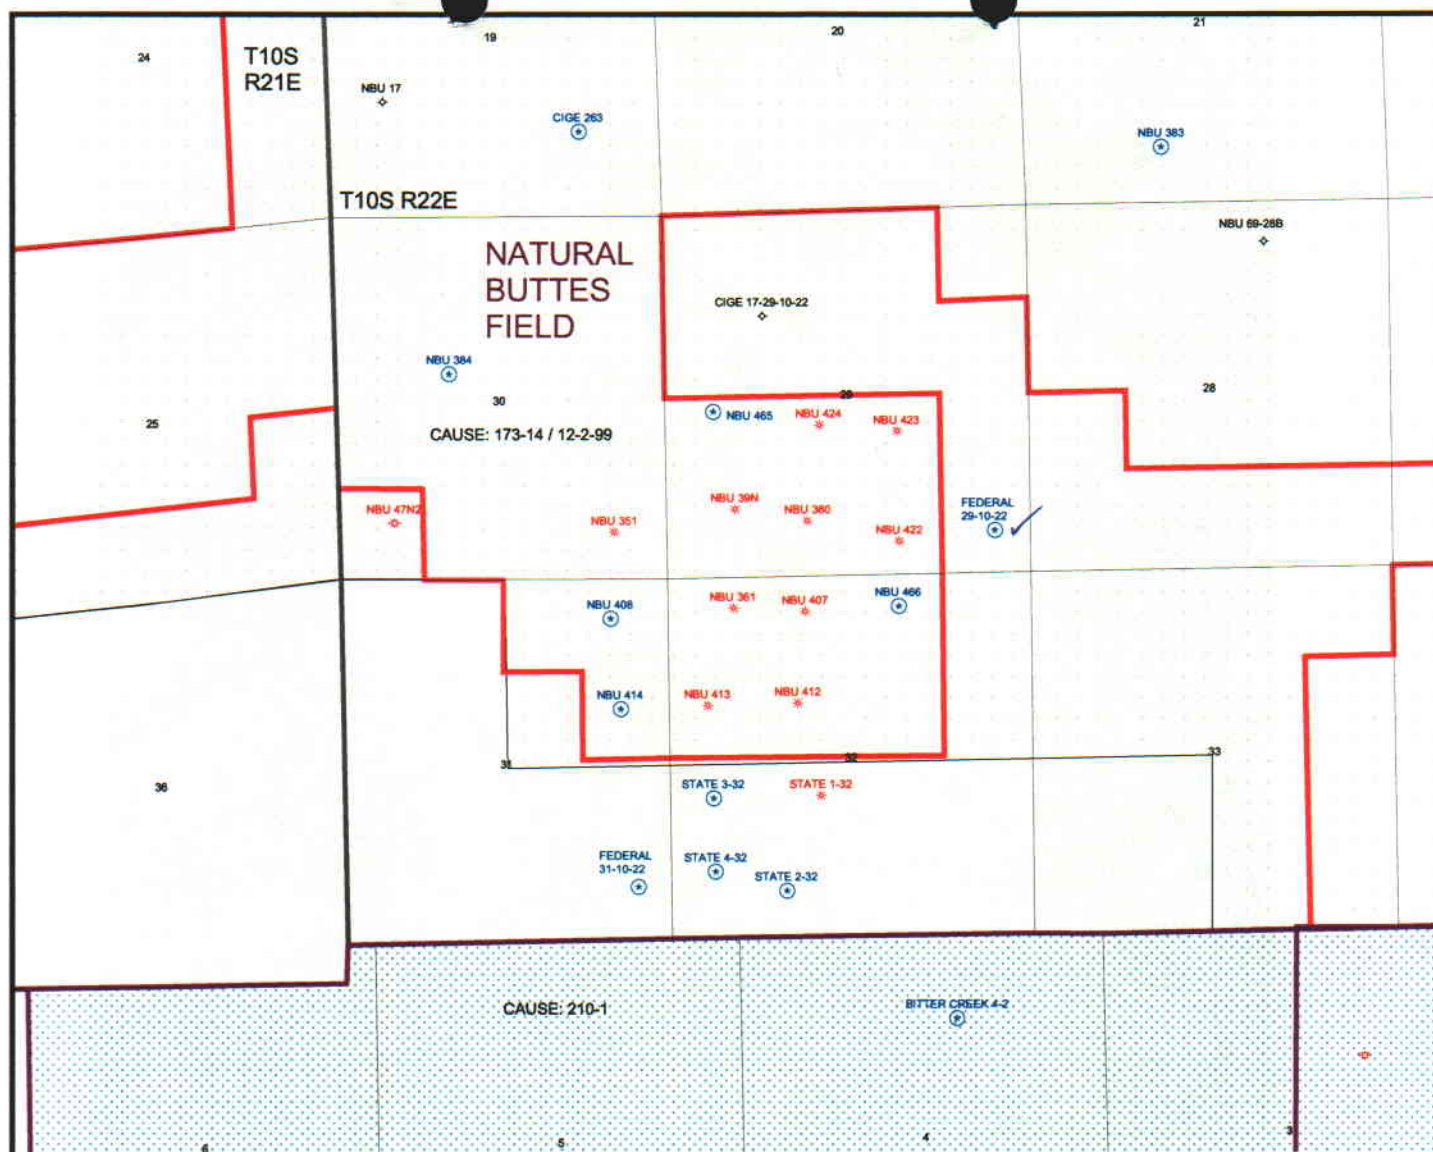 19
20
21
24
T10S
R21E
NBU 17
CIGE 263
NBU 383
T10S R22E
NBU 69-28B
NATURAL
BUTTES
FIELD
CIGE 17-29-10-22
NBU 384
30
29
28
25
NBU 465
NBU 424
NBU 423
CAUSE: 173-14 / 12-2-99
NBU 47N2
NBU 351
NBU 39N
NBU 380
NBU 422
FEDERAL
29-10-22
NBU 408
NBU 361
NBU 407
NBU 466
NBU 414
NBU 413
NBU 412
31
32
33
36
STATE 3-32
STATE 1-32
FEDERAL
31-10-22
STATE 4-32
STATE 2-32
CAUSE: 210-1
BITTER CREEK 4-2
6
5
4
3